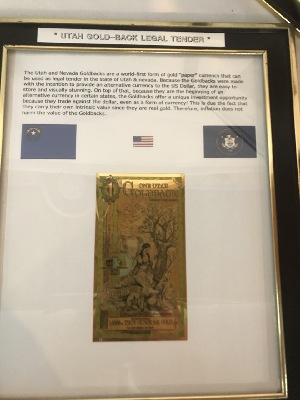 " UTAH GOLD-BACK LEGAL TENDER "
The Utah and Nevada Goldbacks are a world-first form of gold "paper" currency that can
be used as legal tender in the state of Utah & nevada. Because the Goldbacks were made
with the intention to provide an alternative currency to the US Dollar, they are easy to
store and visually stunning. On top of that, because they are the beginning of an
alternative currency in certain states, the Goldbacks offer a unique investment opportunity
because they trade against the dollar, even as a form of currency! This is due the fact that
they carry their own intrinsic value since they are real gold. Therefore, inflation does not
harm the value of the Goldbacks.
1
ONE UTAH
GOLDBACK